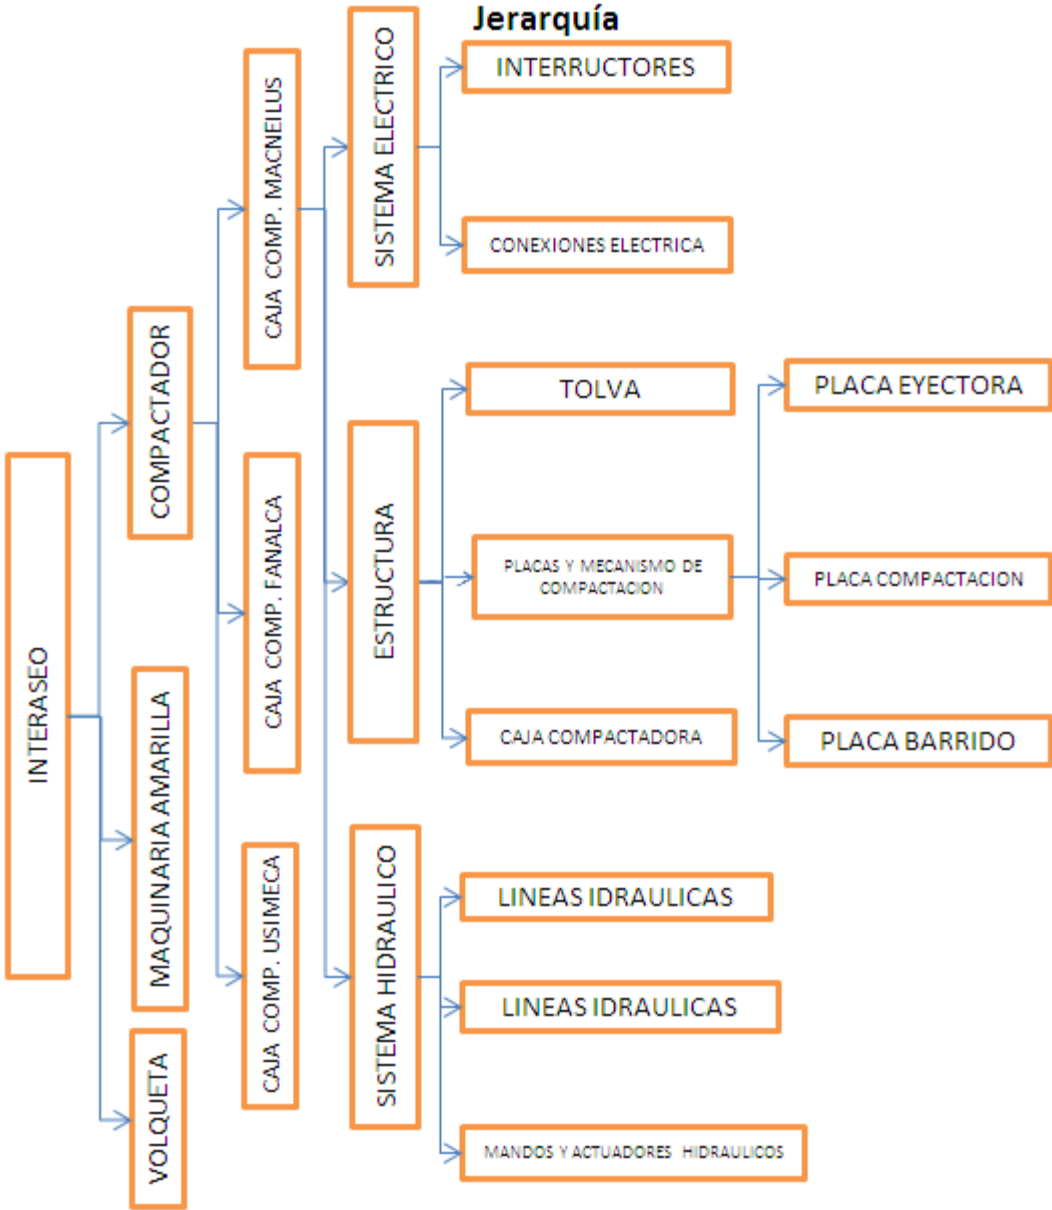 Jerarquía
INTERASEO
COMPACTADOR
MAQUINARIA AMARILLA
VOLQUETA
CAJA COMP. MACNEILUS
CAJA COMP. FANALCA
CAJA COMP. USIMECA
SISTEMA ELECTRICO
INTERRUCTORES
CONEXIONES ELECTRICA
ESTRUCTURA
TOLVA
PLACAS Y MECANISMO DE
COMPACTACION
CAJA COMPACTADORA
PLACA EYECTORA
PLACA COMPACTACION
PLACA BARRIDO
SISTEMA HIDRAULICO
LINEAS IDRAULICAS
LINEAS IDRAULICAS
MANDOS Y ACTUADORES HIDRAULICOS